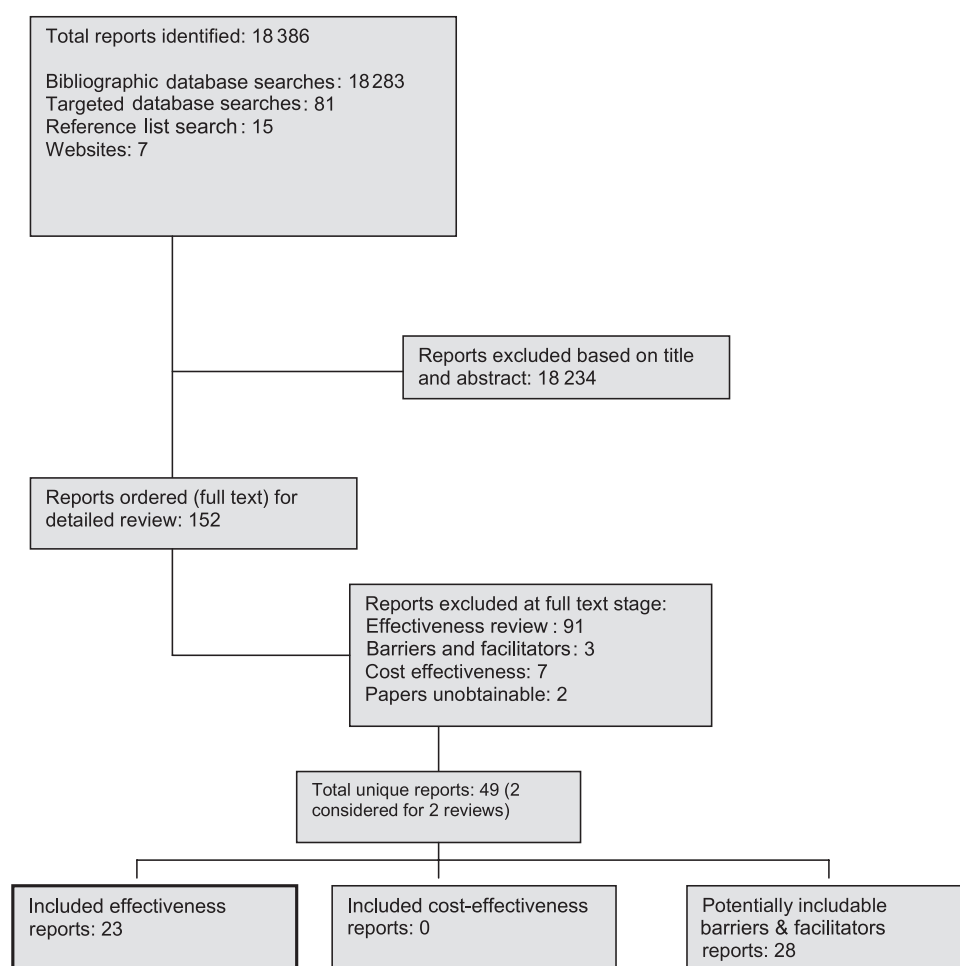 Total reports identified: 18 386
Bibliographic database searches: 18 283
Targeted database searches: 81
Reference list search: 15
Websites: 7
Reports excluded based on title
and abstract: 18 234
Reports ordered (full text) for
detailed review: 152
Reports excluded at full text stage:
Effectiveness review: 91
Barriers and facilitators: 3
Cost effectiveness: 7
Papers unobtainable: 2
Total unique reports: 49 (2
considered for 2 reviews)
Included effectiveness
reports: 23
Included cost-effectiveness
reports: 0
Potentially includable
barriers & facilitators
reports: 28